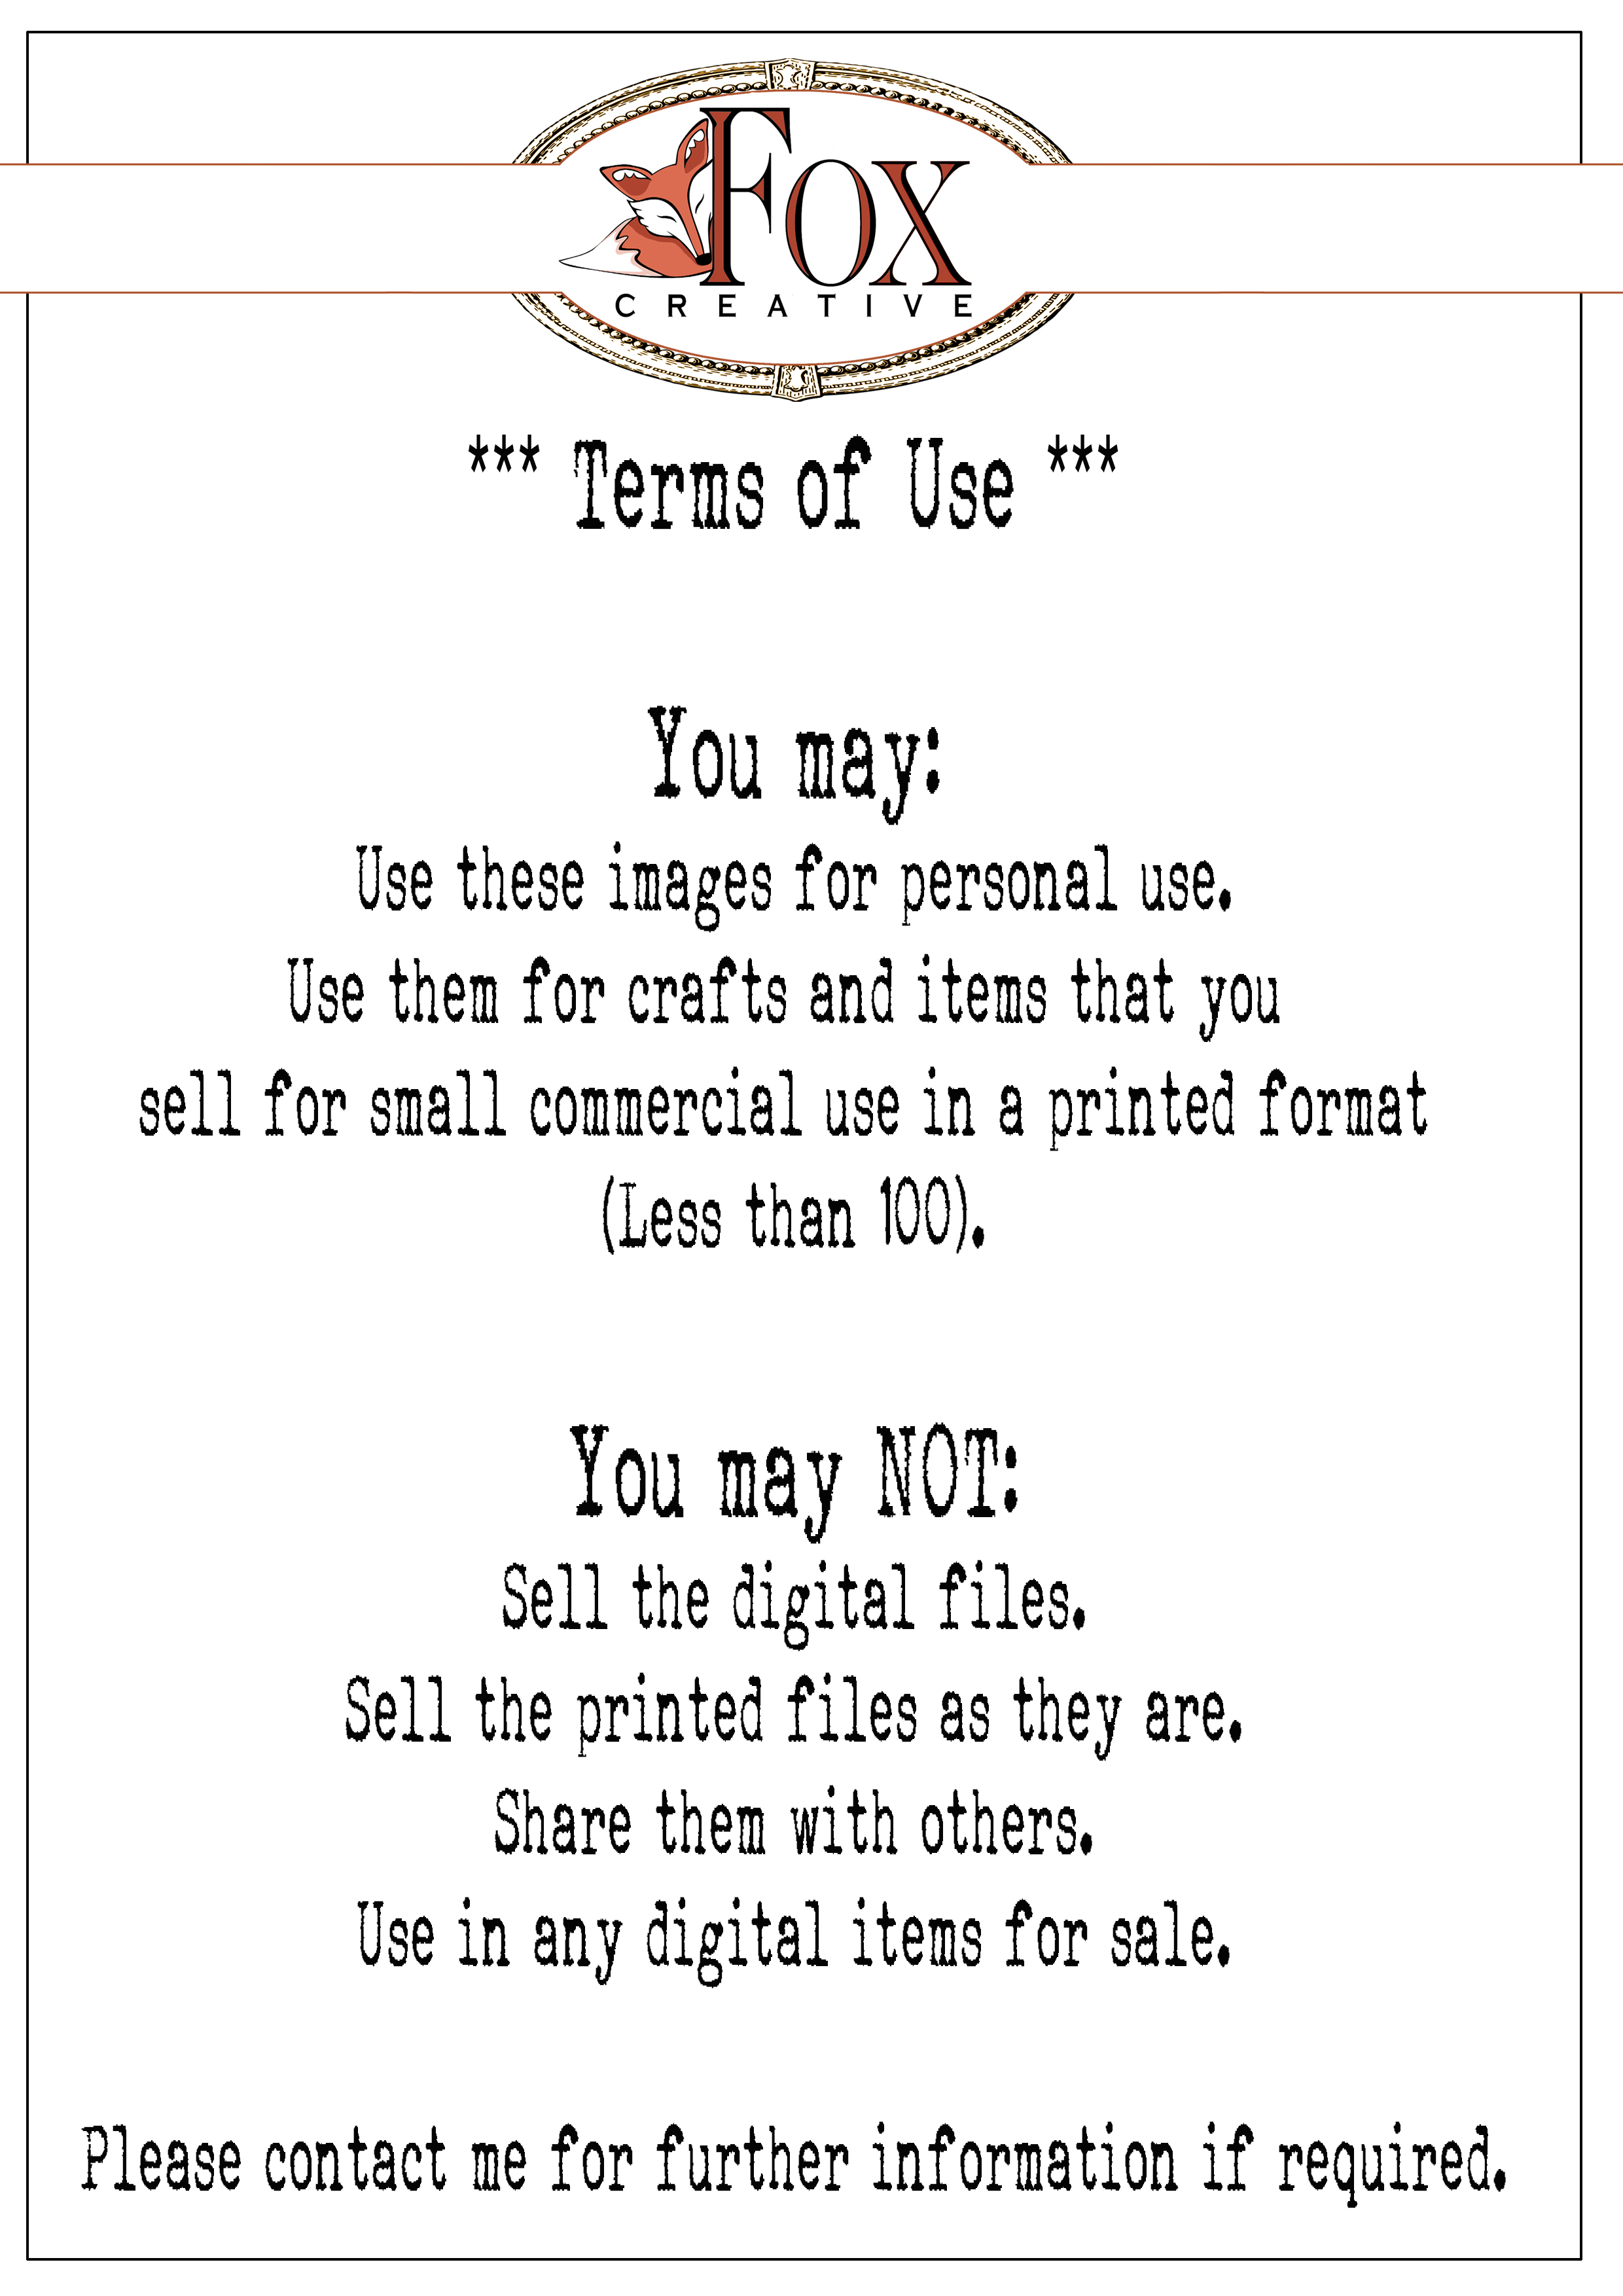 Fox
CREATIVE
*** Terms of Use ***
You may:
Use these images for personal use.
Use them for crafts and items that you
sell for small commercial use in a printed format
(Less than 100).
You may NOT:
Sell the digital files.
Sell the printed files as they are.
Share them with others.
Use in any digital items for sale.
Please contact me for further information if required.